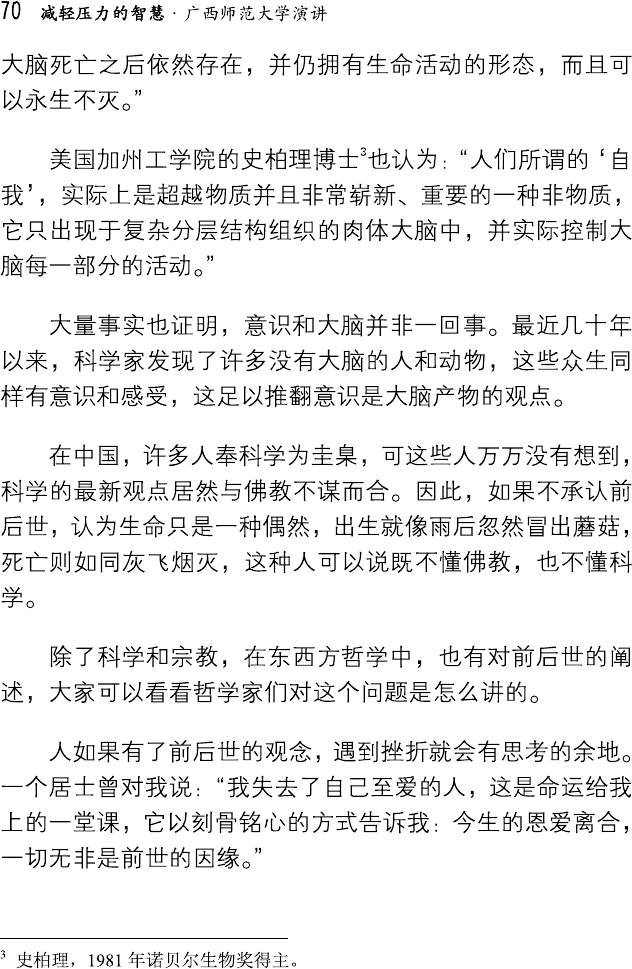 70 减轻压力的智慧·广西师范大学演讲
大脑死亡之后依然存在，并仍拥有生命活动的形态，而且可
以永生不灭。”
美国加州工学院的史柏理博士3也认为：“人们所谓的‘自
我’，实际上是超越物质并且非常崭新、重要的一种非物质，
它只出现于复杂分层结构组织的肉体大脑中，并实际控制大
脑每一部分的活动。”
大量事实也证明，意识和大脑并非一回事。最近几十年
以来，科学家发现了许多没有大脑的人和动物，这些众生同
样有意识和感受，这足以推翻意识是大脑产物的观点。
在中国，许多人奉科学为圭臬，可这些人万万没有想到，
科学的最新观点居然与佛教不谋而合。因此，如果不承认前
后世，认为生命只是一种偶然，出生就像雨后忽然冒出蘑菇，
死亡则如同灰飞烟灭，这种人可以说既不懂佛教，也不懂科
学。
除了科学和宗教，在东西方哲学中，也有对前后世的阐
述，大家可以看看哲学家们对这个问题是怎么讲的。
人如果有了前后世的观念，遇到挫折就会有思考的余地。
一个居士曾对我说：“我失去了自己至爱的人，这是命运给我
上的一堂课，它以刻骨铭心的方式告诉我：今生的恩爱离合，
一切无非是前世的因缘。”
3 史柏理，1981 年诺贝尔生物奖得主。